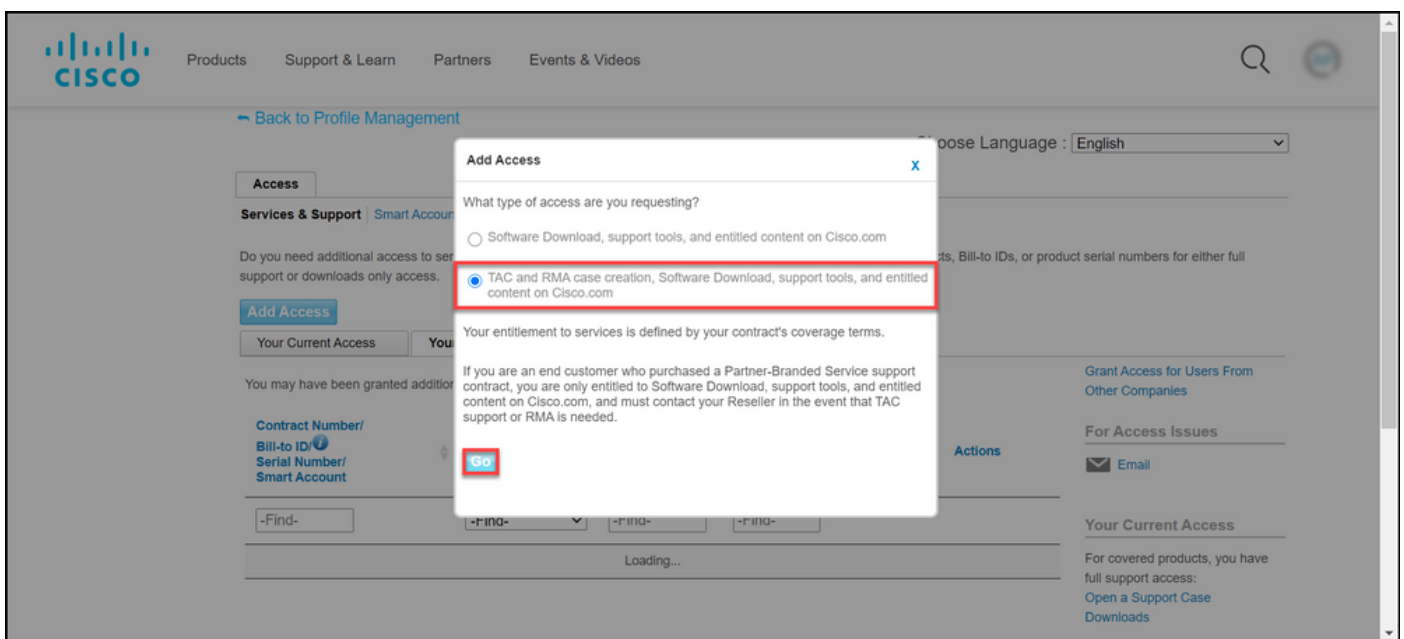 CISCO
Products Support & Learn Partners Events & Videos
Back to Profile Management
oose Language : English
Access
Services & Support Smart Accoun
Do you need additional access to ser
cts, Bill-to IDs, or product serial numbers for either full
support or downloads only access.
Add Access
Your Current Access You
You may have been granted addition
Contract Number/
Bill-to ID/
Serial Number/
Smart Account
Actions
-Find- -Find- -Find- -Find-
Loading...
Add Access X
What type of access are you requesting?
Software Download, support tools, and entitled content on Cisco.com
TAC and RMA case creation, Software Download, support tools, and entitled
content on Cisco.com
Your entitlement to services is defined by your contract's coverage terms.
If you are an end customer who purchased a Partner-Branded Service support
contract, you are only entitled to Software Download, support tools, and entitled
content on Cisco.com, and must contact your Reseller in the event that TAC
support or RMA is needed.
Go
Grant Access for Users From
Other Companies
For Access Issues
Email
Your Current Access
For covered products, you have
full support access:
Open a Support Case
Downloads